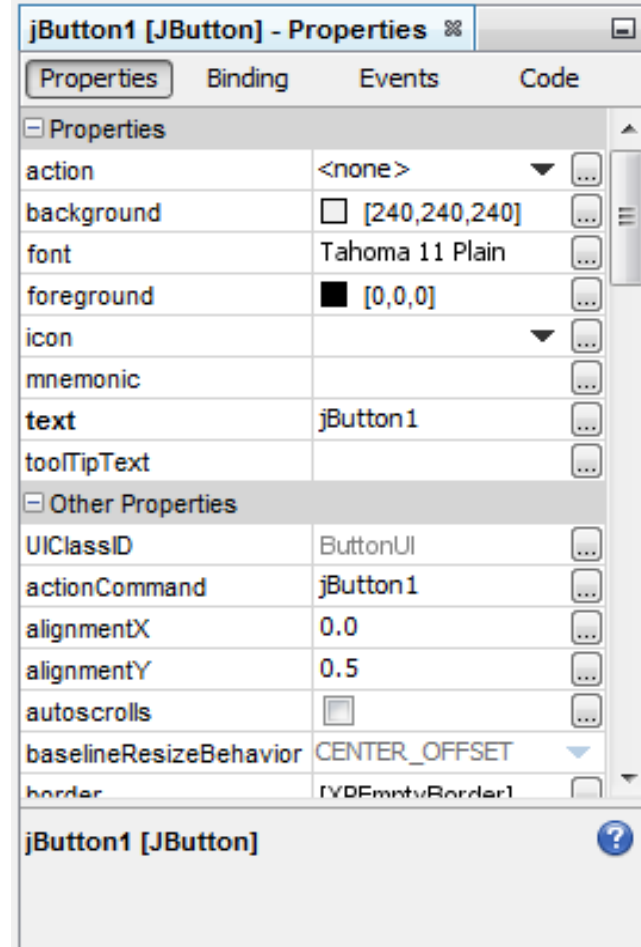 jButton1 [JButton] - Properties
Properties Binding Events Code
Properties
action <none> ...
background [240,240,240] ...
font Tahoma 11 Plain ...
foreground [0,0,0] ...
icon ...
mnemonic ...
text jButton1 ...
toolTipText ...
Other Properties
UIClassID ButtonUI ...
actionCommand jButton1 ...
alignmentX 0.0 ...
alignmentY 0.5 ...
autoscrolls ...
baselineResizeBehavior CENTER_OFFSET
border [XPEmptyBorder]
jButton1 [JButton] ?